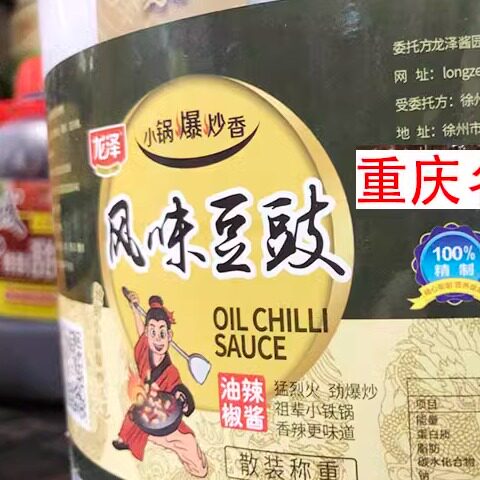 龙泽
小锅爆炒香
风味豆豉
OIL CHILLI
SAUCE
油辣
椒酱
猛烈火 劲爆炒
祖辈小铁锅
香辣更味道
散装称重
委托方龙泽酱园
网 址：longze
受委托方：徐州
地 址：徐州市
重庆
100%
精制
项目
能量
蛋白质
脂肪
碳水化合物
钠